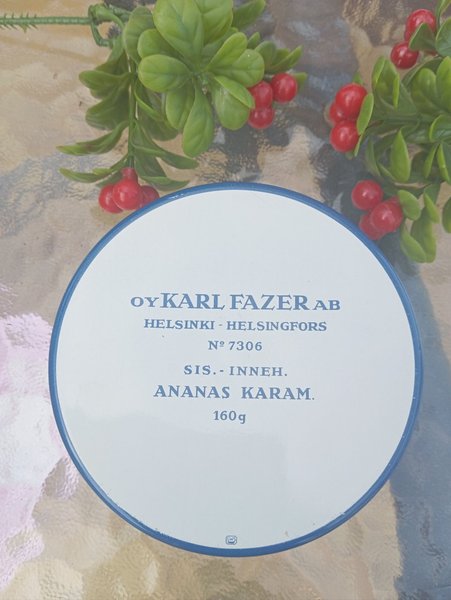 OY KARL FAZER AB
HELSINKI - HELSINGFORS
Nº 7306
SIS.- INNEH.
ANANAS KARAM.
160g